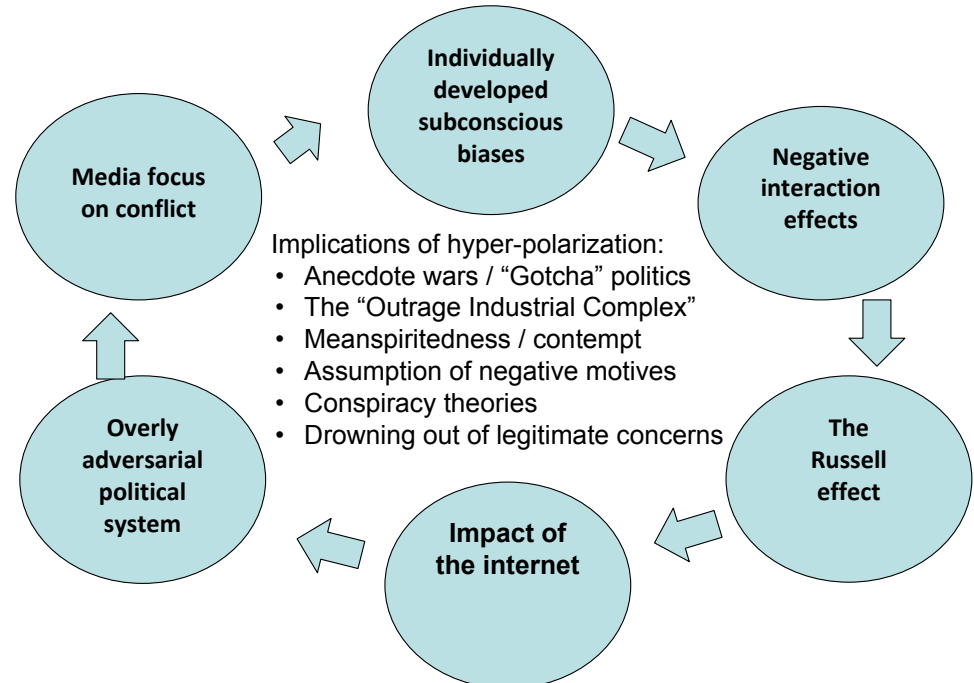 Individually
developed
subconscious
biases
Media focus
on conflict
Negative
interaction
effects
Implications of hyper-polarization:
• Anecdote wars / “Gotcha” politics
• The “Outrage Industrial Complex”
• Meanspiritedness / contempt
• Assumption of negative motives
• Conspiracy theories
• Drowning out of legitimate concerns
Overly
adversarial
political
system
The
Russell
effect
Impact of
the internet